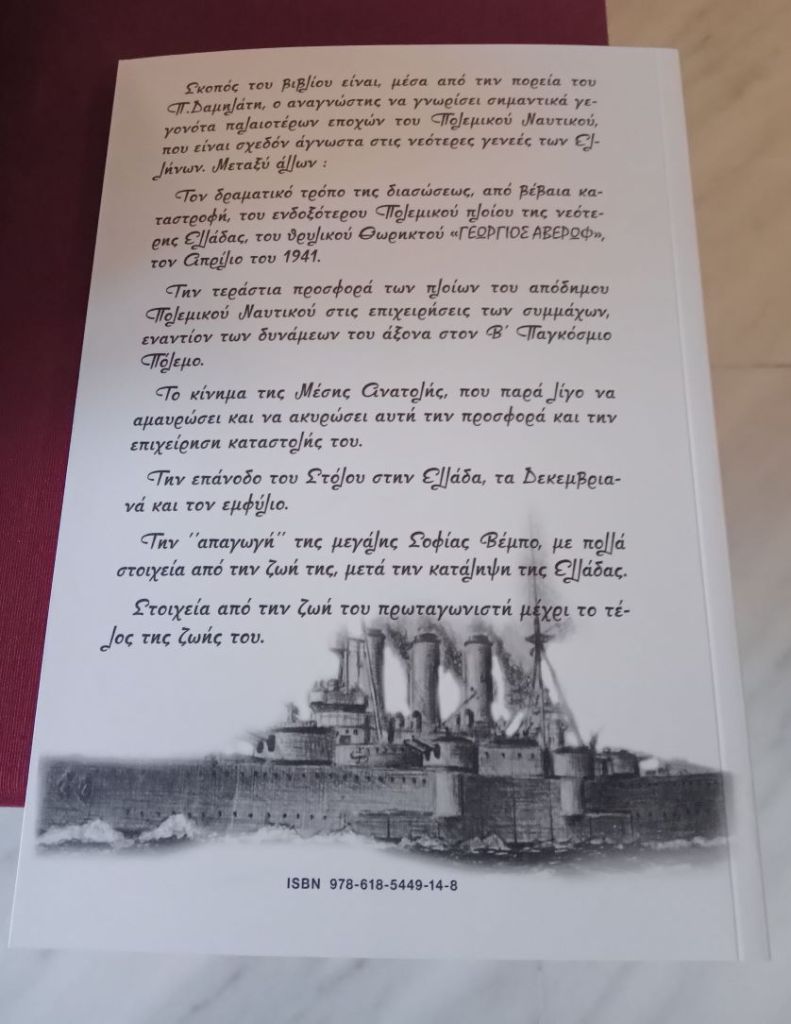 Σκοπός του βιβλίου είναι, μέσα από την πορεία του
Π.Δαμηλάτη, ο αναγνώστης να γνωρίσει σημαντικά γε-
γονότα παλαιοτέρων εποχών του Πολεμικού Ναυτικού,
που είναι σχεδόν άγνωστα στις νεότερες γενεές των Ελ-
λήνων. Μεταξύ άλλων :
Τον δραματικό τρόπο της διασώσεως, από βέβαια κα-
ταστροφή, του ενδοξότερου Πολεμικού πλοίου της νεότε-
ρης Ελλάδας, του θρυλικού Θωρηκτού «ΓΕΩΡΓΙΟΣ ΑΒΕΡΩΦ»,
τον Απρίλιο του 1941.
Την τεράστια προσφορά των πλοίων του απόδημου
Πολεμικού Ναυτικού στις επιχειρήσεις των συμμάχων,
εναντίον των δυνάμεων του άξονα στον Β΄ Παγκόσμιο
Πόλεμο.
Το κίνημα της Μέσης Ανατολής, που παρά λίγο να
αμαυρώσει και να ακυρώσει αυτή την προσφορά και την
επιχείρηση καταστολής του.
Την επάνοδο του Στόλου στην Ελλάδα, τα Δεκεμβρια-
νά και τον εμφύλιο.
Την "απαγωγή" της μεγάλης Σοφίας Βέμπο, με πολλά
στοιχεία από την ζωή της, μετά την κατάληψη της Ελλάδας.
Στοιχεία από την ζωή του πρωταγωνιστή μέχρι το τέ-
λος της ζωής του.
ISBN 978-618-5449-14-8